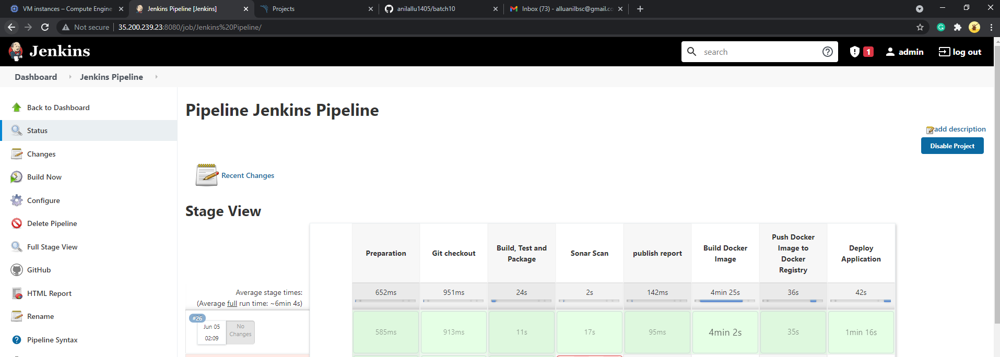 VM instances – Compute Engine
Jenkins Pipeline [Jenkins]
Projects
anilallu1405/batch10
Inbox (73) - alluanilbsc@gmail.co
Not secure
35.200.239.23:8080/job/Jenkins%20Pipeline/
Jenkins
search
1
admin
log out
Dashboard
Jenkins Pipeline
Back to Dashboard
Status
Changes
Build Now
Configure
Delete Pipeline
Full Stage View
GitHub
HTML Report
Rename
Pipeline Syntax
Pipeline Jenkins Pipeline
add description
Disable Project
Recent Changes
Stage View
Preparation
Git checkout
Build, Test and
Package
Sonar Scan
publish report
Build Docker
Image
Push Docker
Image to
Docker
Registry
Deploy
Application
Average stage times:
(Average full run time: ~6min 4s)
652ms
951ms
24s
2s
142ms
4min 25s
36s
42s
#26
Jun 05
02:09
No
Changes
585ms
913ms
11s
17s
95ms
4min 2s
35s
1min 16s